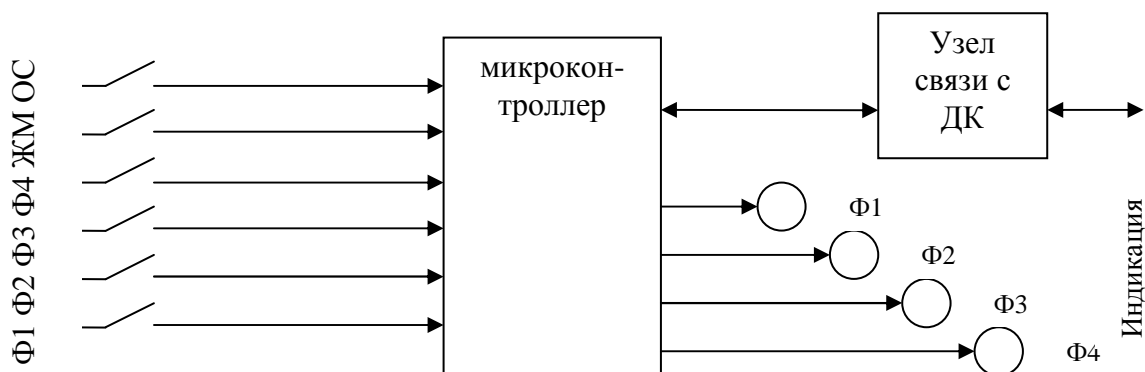 Ф1 Ф2 Ф3 Ф4 ЖМ ОС
микрокон-
троллер
Узел
связи с
ДК
Ф1
Ф2
Ф3
Ф4
Индикация